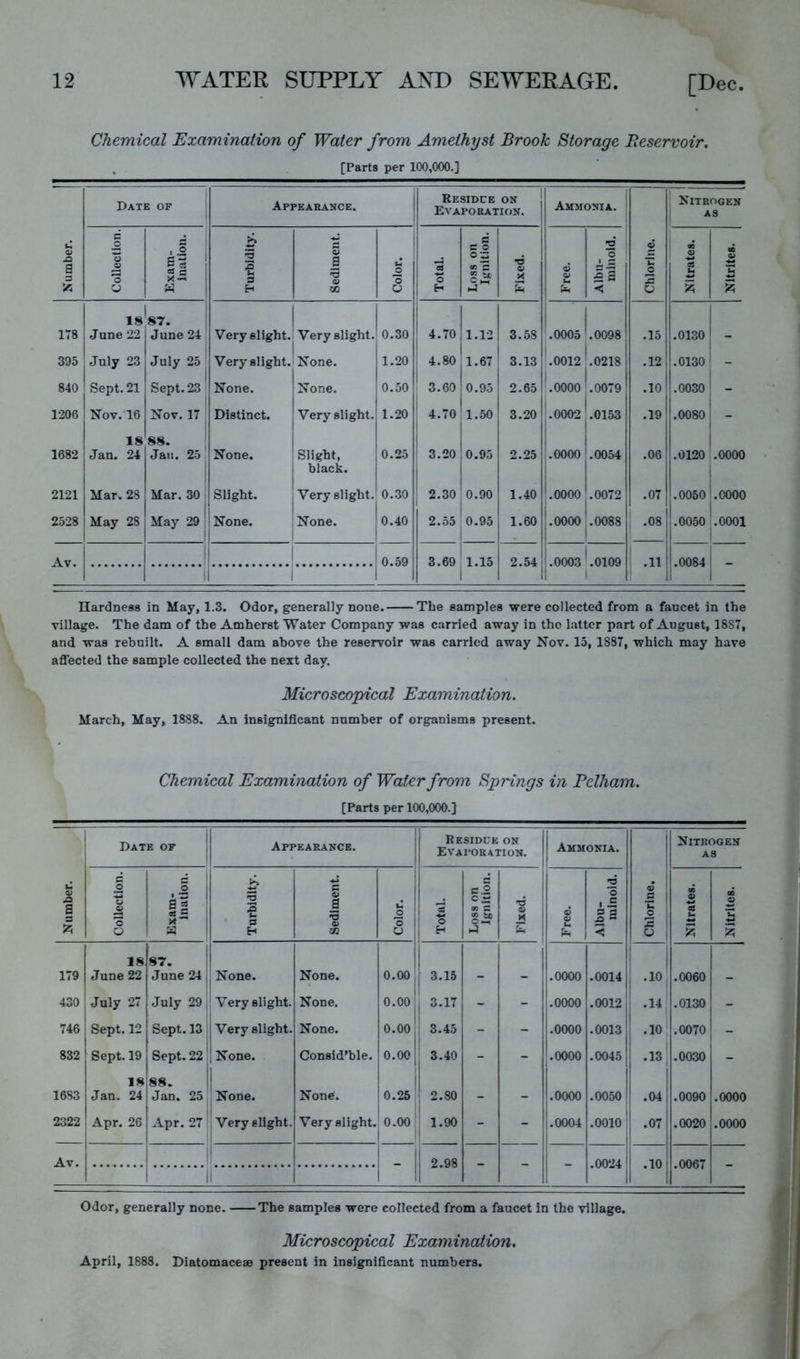 12 WATER SUPPLY AND SEWERAGE. [Dec.
Chemical Examination of Water from Amethyst Brook Storage Reservoir.
[Parts per 100,000.]
Number. | Date of | Appearance. | Residue on Evaporation. | Ammonia. | Chlorine. | Nitrogen as
Collection. | Examination. | Turbidity. | Sediment. | Color. | Total. | Loss on Ignition. | Fixed. | Free. | Albuminoid. | Nitrates. | Nitrites.
1887.
178 | June 22 | June 24 | Very slight. | Very slight. | 0.30 | 4.70 | 1.12 | 3.58 | .0005 | .0098 | .15 | .0130 | -
395 | July 23 | July 25 | Very slight. | None. | 1.20 | 4.80 | 1.67 | 3.13 | .0012 | .0218 | .12 | .0130 | -
840 | Sept. 21 | Sept. 23 | None. | None. | 0.50 | 3.60 | 0.95 | 2.65 | .0000 | .0079 | .10 | .0030 | -
1206 | Nov. 16 | Nov. 17 | Distinct. | Very slight. | 1.20 | 4.70 | 1.50 | 3.20 | .0002 | .0153 | .19 | .0080 | -
1888.
1682 | Jan. 24 | Jan. 25 | None. | Slight, black. | 0.25 | 3.20 | 0.95 | 2.25 | .0000 | .0054 | .06 | .0120 | .0000
2121 | Mar. 28 | Mar. 30 | Slight. | Very slight. | 0.30 | 2.30 | 0.90 | 1.40 | .0000 | .0072 | .07 | .0050 | .0000
2528 | May 28 | May 29 | None. | None. | 0.40 | 2.55 | 0.95 | 1.60 | .0000 | .0088 | .08 | .0050 | .0001
Av. | ........ | ........ | ............ | ............ | 0.59 | 3.69 | 1.15 | 2.54 | .0003 | .0109 | .11 | .0084 | -
Hardness in May, 1.3. Odor, generally none. —— The samples were collected from a faucet in the
village. The dam of the Amherst Water Company was carried away in the latter part of August, 1887,
and was rebuilt. A small dam above the reservoir was carried away Nov. 15, 1887, which may have
affected the sample collected the next day.
Microscopical Examination.
March, May, 1888. An insignificant number of organisms present.
Chemical Examination of Water from Springs in Pelham.
[Parts per 100,000.]
Number. | Date of | Appearance. | Residue on Evaporation. | Ammonia. | Chlorine. | Nitrogen as
Collection. | Examination. | Turbidity. | Sediment. | Color. | Total. | Loss on Ignition. | Fixed. | Free. | Albuminoid. | Nitrates. | Nitrites.
1887.
179 | June 22 | June 24 | None. | None. | 0.00 | 3.15 | - | - | .0000 | .0014 | .10 | .0060 | -
430 | July 27 | July 29 | Very slight. | None. | 0.00 | 3.17 | - | - | .0000 | .0012 | .14 | .0130 | -
746 | Sept. 12 | Sept. 13 | Very slight. | None. | 0.00 | 3.45 | - | - | .0000 | .0013 | .10 | .0070 | -
832 | Sept. 19 | Sept. 22 | None. | Consid'ble. | 0.00 | 3.40 | - | - | .0000 | .0045 | .13 | .0030 | -
1888.
1683 | Jan. 24 | Jan. 25 | None. | None. | 0.25 | 2.80 | - | - | .0000 | .0050 | .04 | .0090 | .0000
2322 | Apr. 26 | Apr. 27 | Very slight. | Very slight. | 0.00 | 1.90 | - | - | .0004 | .0010 | .07 | .0020 | .0000
Av. | ........ | ........ | ............ | ............ | - | 2.98 | - | - | - | .0024 | .10 | .0067 | -
Odor, generally none. —— The samples were collected from a faucet in the village.
Microscopical Examination.
April, 1888. Diatomaceæ present in insignificant numbers.